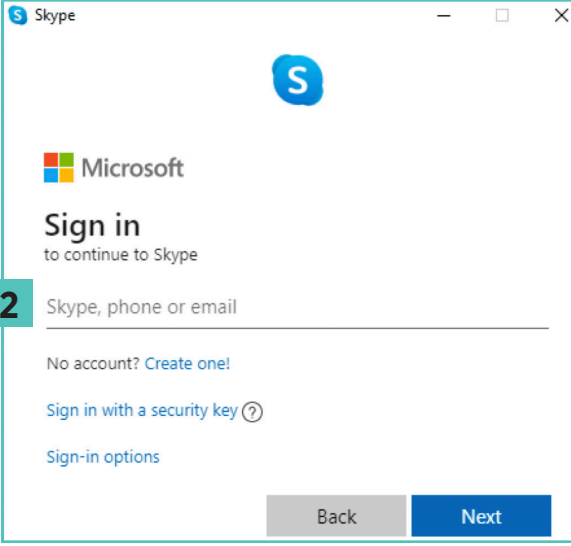 Skype
S
Microsoft
Sign in
to continue to Skype
2
Skype, phone or email
No account? Create one!
Sign in with a security key ?
Sign-in options
Back Next